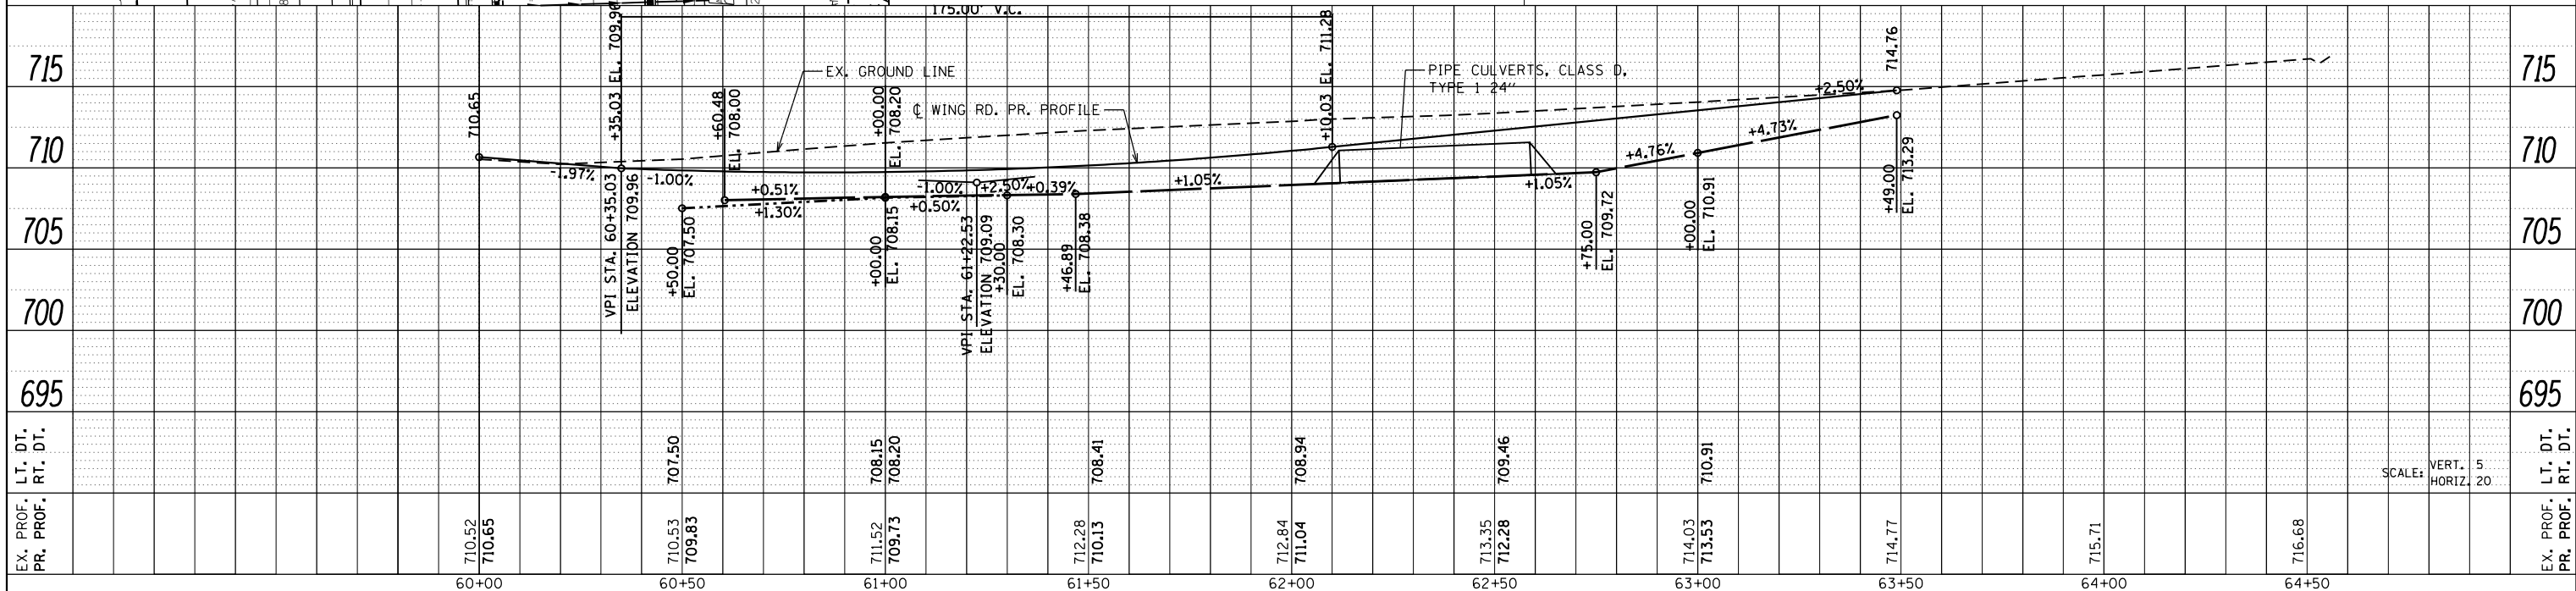 175.00' V.C.
+35.03 EL. 709.96
+10.03 EL. 711.28
714.76
EX. GROUND LINE
PIPE CULVERTS, CLASS D,
TYPE 1 24"
+2.50%
715
715
710.65
+60.48
EL. 708.00
+00.00
EL. 708.20
℄ WING RD. PR. PROFILE
+4.73%
710
710
-1.97%
-1.00%
+0.51%
+1.30%
-1.00%
+2.50%
+0.39%
+0.50%
+1.05%
+1.05%
+4.76%
VPI STA. 60+35.03
ELEVATION 709.96
+50.00
EL. 707.50
+00.00
EL. 708.15
VPI STA. 61+22.53
ELEVATION 709.09
+30.00
EL. 708.30
+46.89
EL. 708.38
+75.00
EL. 709.72
+00.00
EL. 710.91
+49.00
EL. 713.29
705
705
700
700
695
695
LT. DT.
RT. DT.
707.50
708.15
708.20
708.41
708.94
709.46
710.91
SCALE: VERT. 5
HORIZ. 20
LT. DT.
RT. DT.
EX. PROF.
PR. PROF.
710.52
710.65
710.53
709.83
711.52
709.73
712.28
710.13
712.84
711.04
713.35
712.28
714.03
713.53
714.77
715.71
716.68
EX. PROF.
PR. PROF.
60+00 60+50 61+00 61+50 62+00 62+50 63+00 63+50 64+00 64+50